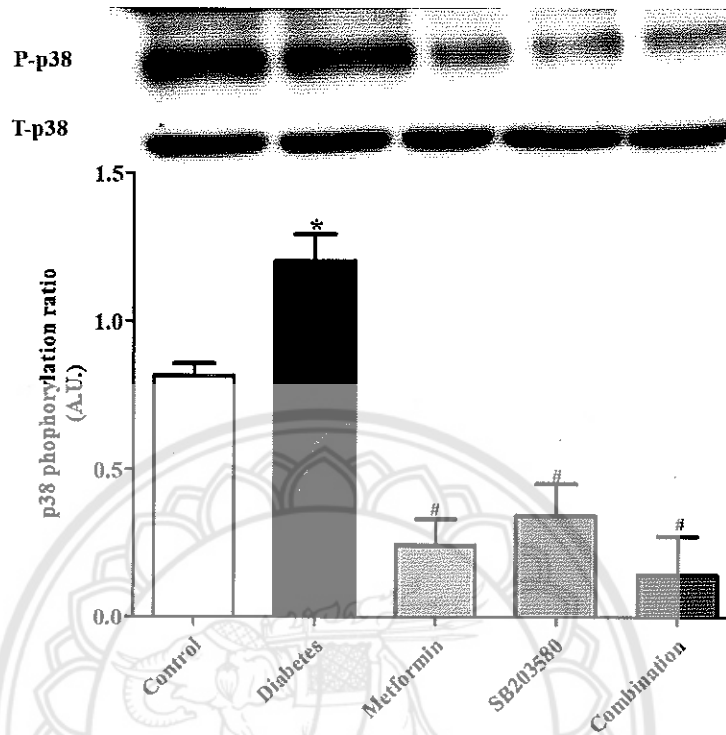 P-p38
T-p38
1.5
1.0
0.5
0.0
p38 phophorylation ratio
(A.U.)
*
#
#
#
Control
Diabetes
Metformin
SB203580
Combination